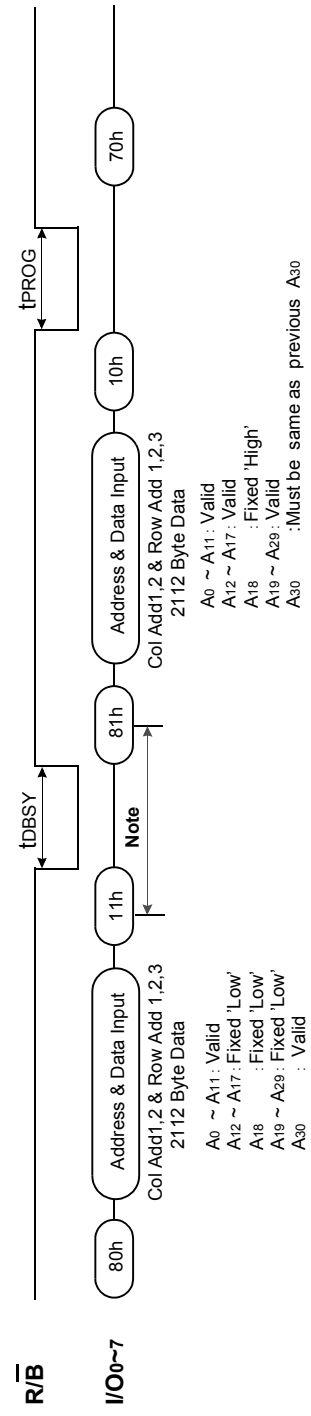 R/B
tDBSY
tPROG
I/O0~7
80h
Address & Data Input
11h
81h
Address & Data Input
10h
70h
Note
Col Add1,2 & Row Add 1,2,3
2112 Byte Data
A0 ~ A11 : Valid
A12 ~ A17 : Fixed 'Low'
A18 : Fixed 'Low'
A19 ~ A29 : Fixed 'Low'
A30 : Valid
Col Add1,2 & Row Add 1,2,3
2112 Byte Data
A0 ~ A11 : Valid
A12 ~ A17 : Valid
A18 : Fixed 'High'
A19 ~ A29 : Valid
A30 :Must be same as previous A30